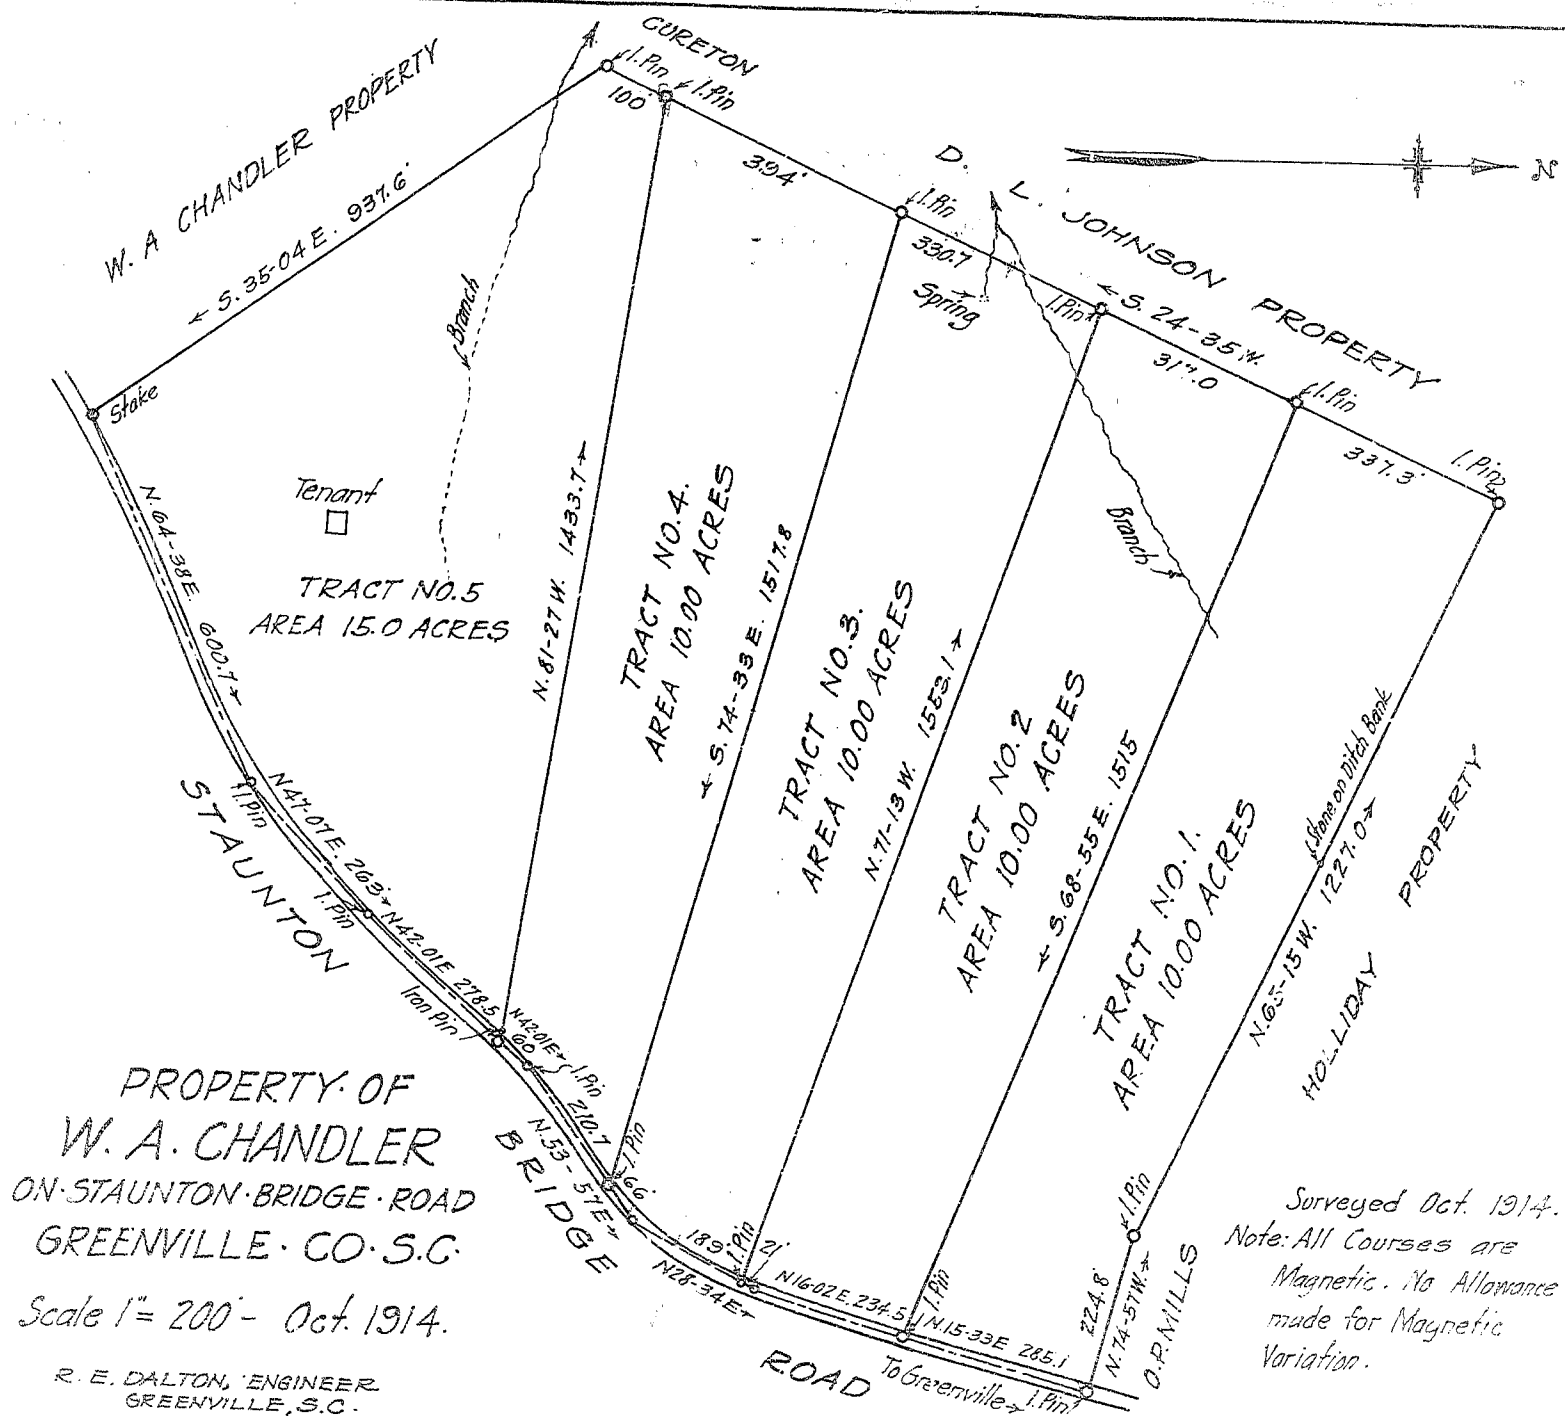 CURETON
W. A CHANDLER PROPERTY
I. Pin
100'
I. Pin
394'
I. Pin
D. L. JOHNSON PROPERTY
N
330.7
Spring
I. Pin
← S. 24-35 W.
317.0
I. Pin
337.3'
I. Pin
← S. 35-04 E. 937.6'
Branch
Stake
N. 64-38 E. 600.7 →
Tenant
TRACT NO. 5
AREA 15.0 ACRES
N. 81-27 W. 1433.7 →
TRACT NO. 4.
AREA 10.00 ACRES
← S. 74-33 E. 1517.8
TRACT NO. 3.
AREA 10.00 ACRES
N. 71-13 W. 1553.1 →
TRACT NO. 2
AREA 10.00 ACRES
← S. 68-55 E. 1515
Branch
TRACT NO. 1.
AREA 10.00 ACRES
Stone on Ditch Bank
N. 65-15 W. 1227.0 →
HOLLIDAY PROPERTY
I. Pin
N 47-07 E. 263'
I. Pin
N 42-01 E 278.5
Iron Pin
N 42-01 E
60
I. Pin
210.7
N. 53-57 E →
I. Pin
66'
189'
N 28-34 E
I. Pin
21'
N 16-02 E. 234.5
I. Pin
N. 15-33 E 285.1
224.8'
N. 74-57 W. →
I. Pin
O. P. MILLS
I. Pin
To Greenville →
STAUNTON BRIDGE ROAD
PROPERTY · OF
W. A. CHANDLER
ON · STAUNTON · BRIDGE · ROAD
GREENVILLE · CO · S.C.
Scale 1" = 200' - Oct. 1914.
R. E. DALTON, ENGINEER
GREENVILLE, S.C.
Surveyed Oct. 1914.
Note: All Courses are
Magnetic. No Allowance
made for Magnetic
Variation.